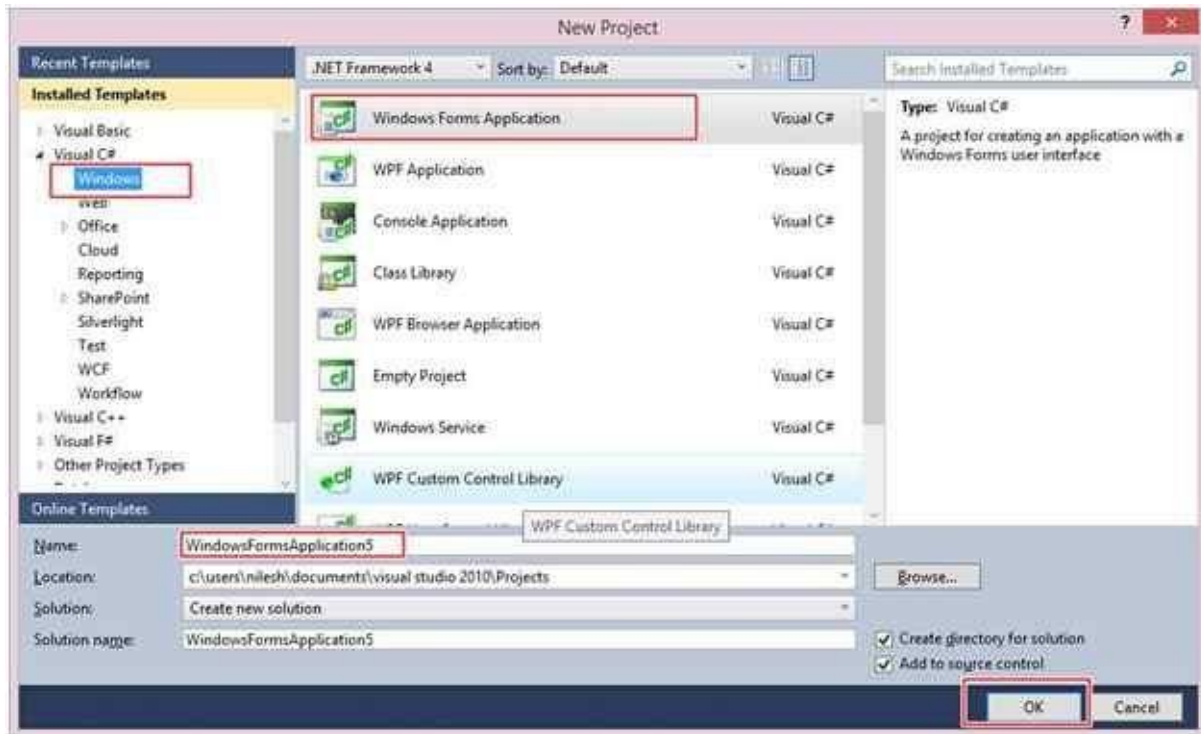 New Project
?
Recent Templates
Installed Templates
Visual Basic
Visual C#
Windows
Web
Office
Cloud
Reporting
SharePoint
Silverlight
Test
WCF
Workflow
Visual C++
Visual F#
Other Project Types
Online Templates
.NET Framework 4
Sort by: Default
Windows Forms Application Visual C#
WPF Application Visual C#
Console Application Visual C#
Class Library Visual C#
WPF Browser Application Visual C#
Empty Project Visual C#
Windows Service Visual C#
WPF Custom Control Library Visual C#
WPF Custom Control Library
Search Installed Templates
Type: Visual C#
A project for creating an application with a
Windows Forms user interface
Name: WindowsFormsApplication5
Location: c:\users\nilesh\documents\visual studio 2010\Projects
Browse...
Solution: Create new solution
Solution name: WindowsFormsApplication5
Create directory for solution
Add to source control
OK Cancel